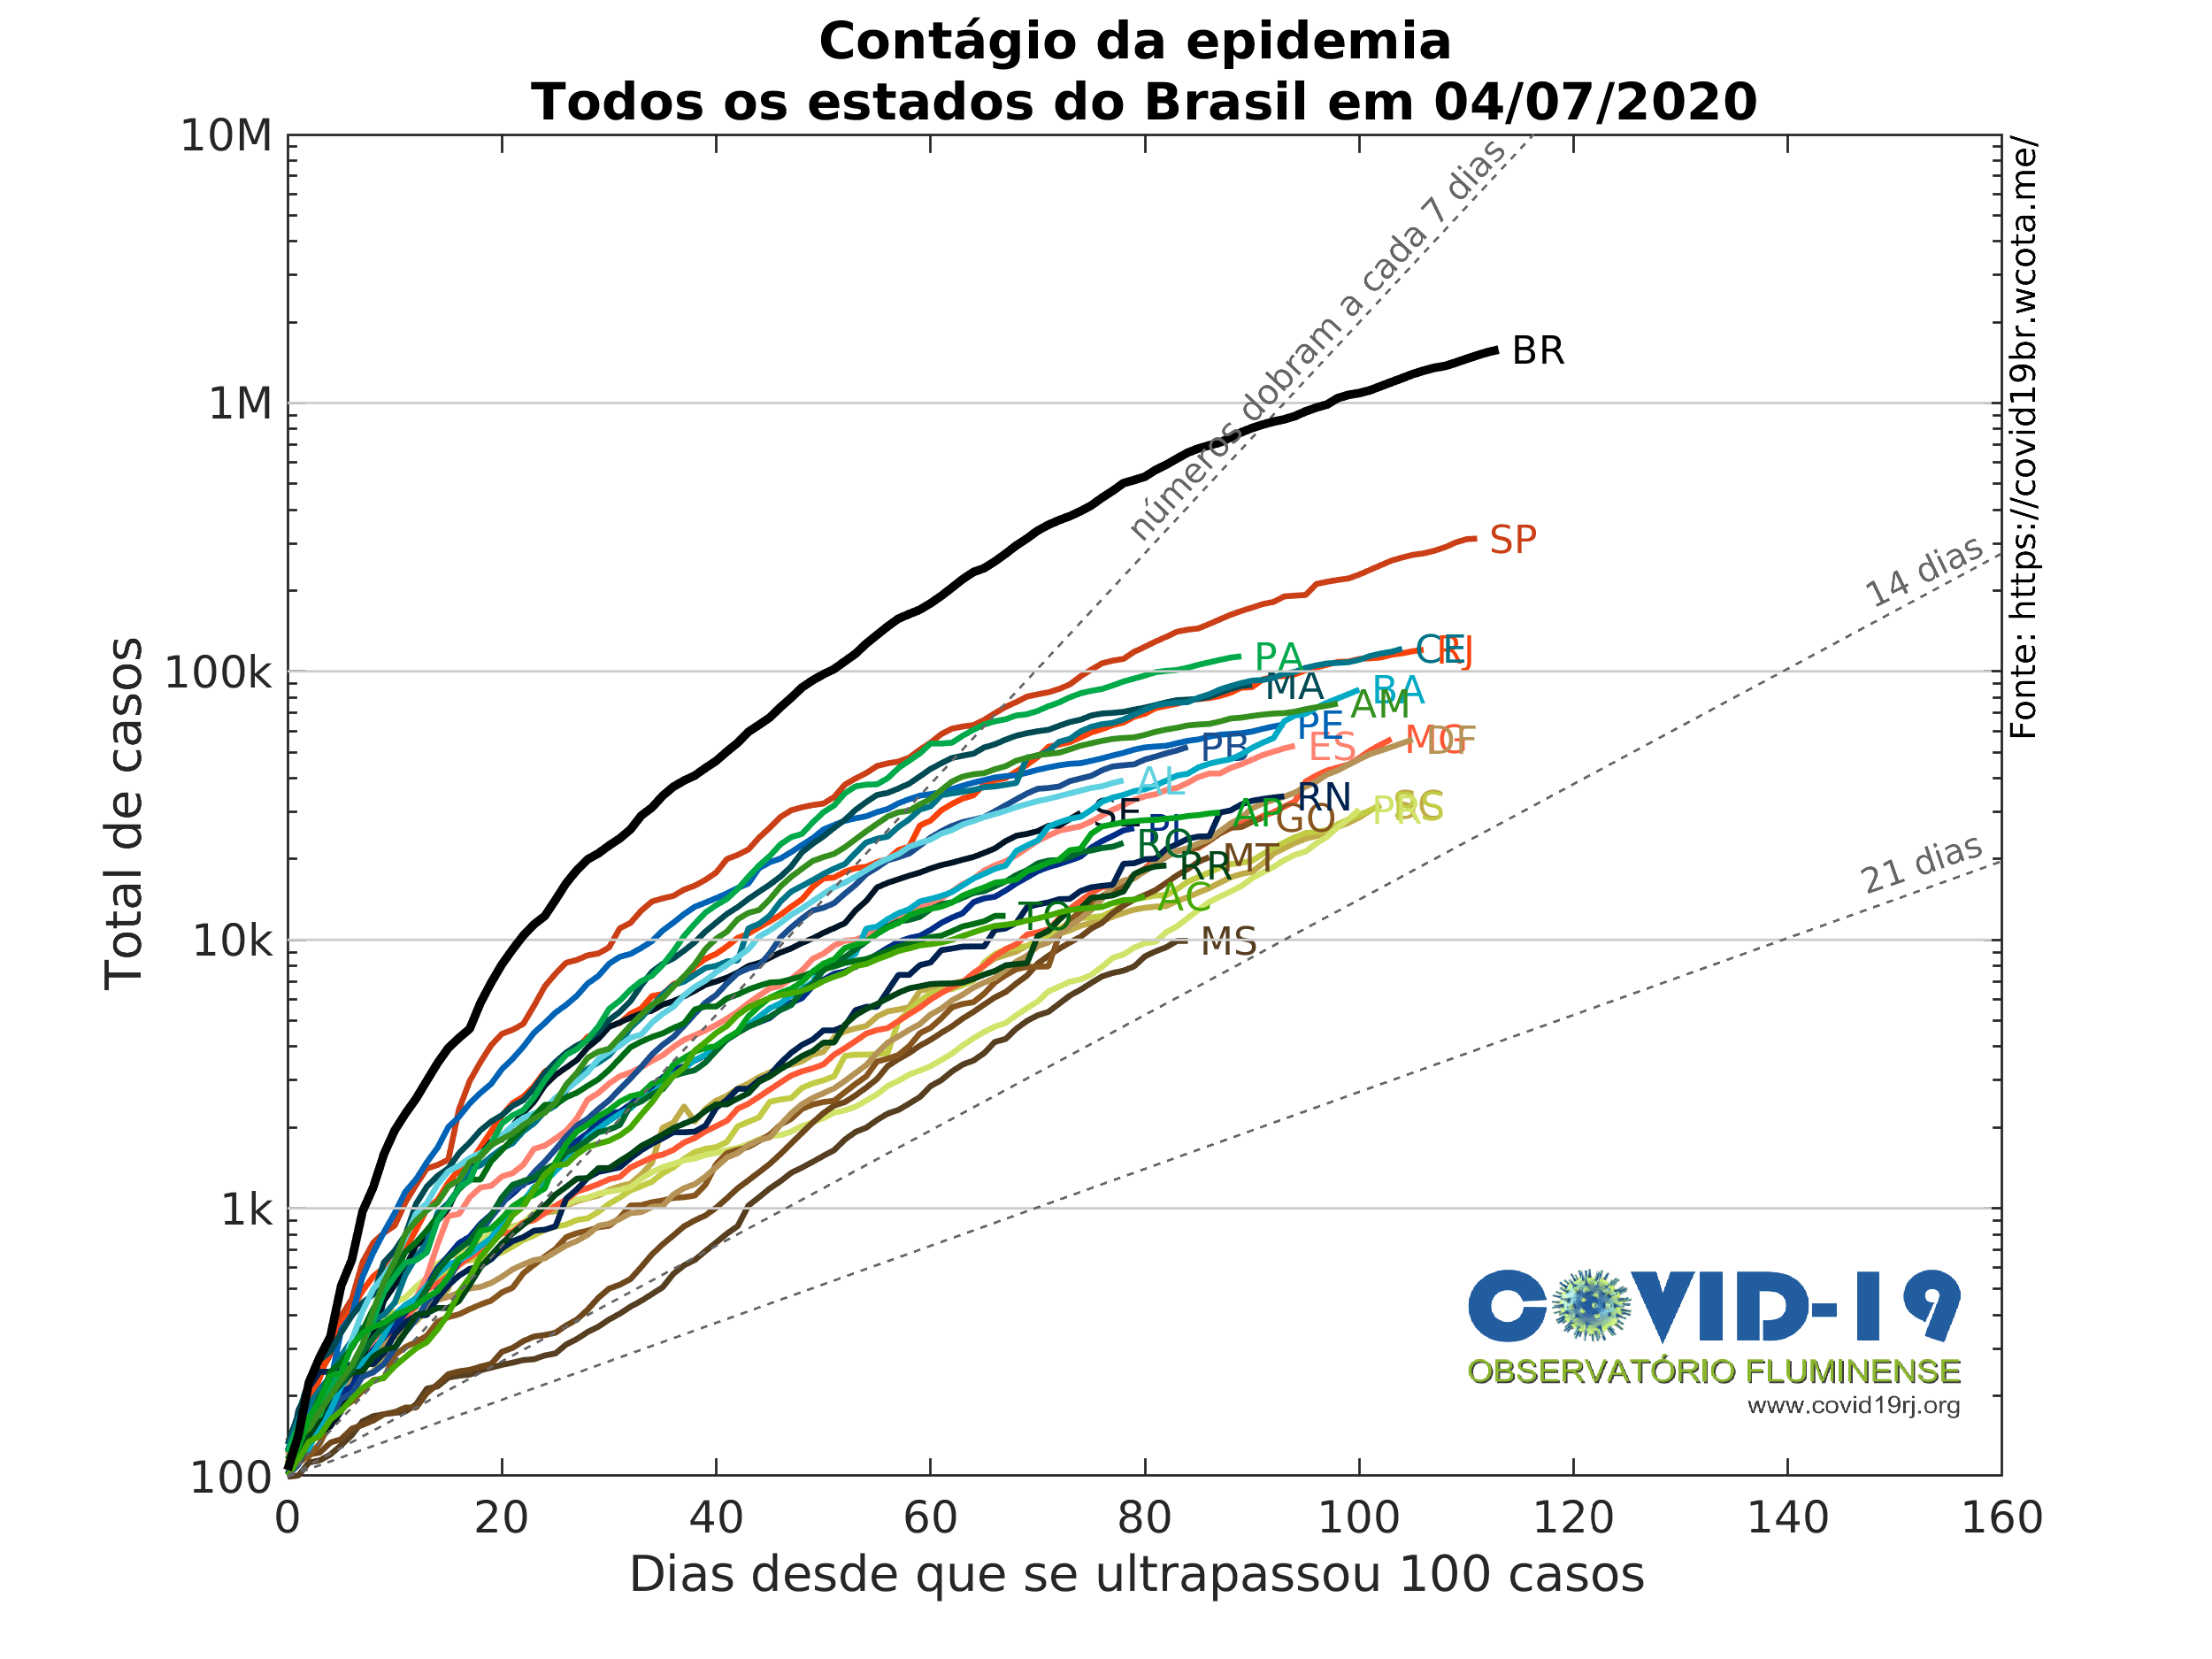 Contágio da epidemia
Todos os estados do Brasil em 04/07/2020
10M
1M
100k
10k
1k
100
Total de casos
0 20 40 60 80 100 120 140 160
Dias desde que se ultrapassou 100 casos
números dobram a cada 7 dias
14 dias
21 dias
BR
SP
CE
RJ
PA
MA
BA
AM
PE
PB
ES
MG
DF
AL
RN
SE
AP
GO
PR
RS
SC
PI
RO
RR
MT
AC
TO
MS
Fonte: https://covid19br.wcota.me/
COVID-19
OBSERVATÓRIO FLUMINENSE
www.covid19rj.org